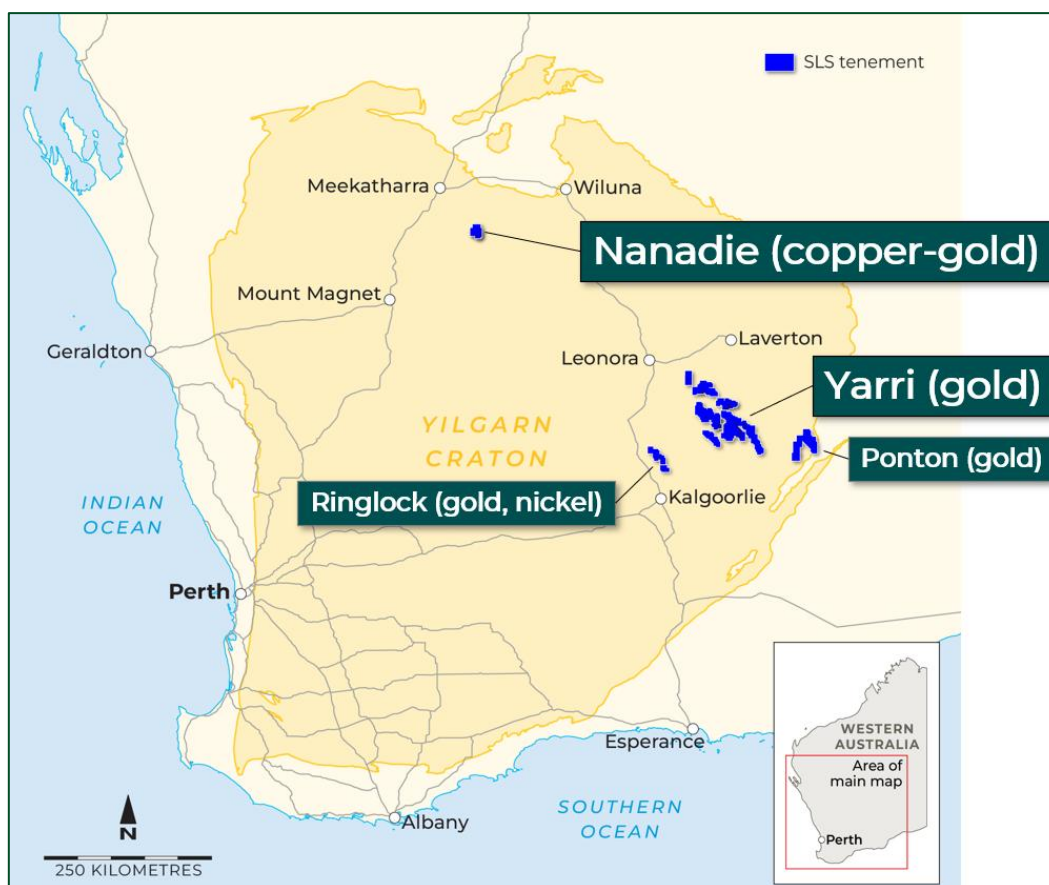 SLS tenement
Meekatharra
Wiluna
Nanadie (copper-gold)
Mount Magnet
Geraldton
Laverton
Leonora
Yarri (gold)
YILGARN
CRATON
Ponton (gold)
Ringlock (gold, nickel)
Kalgoorlie
INDIAN
OCEAN
Perth
Esperance
WESTERN
AUSTRALIA
Area of
main map
Perth
SOUTHERN
OCEAN
Albany
N
250 KILOMETRES